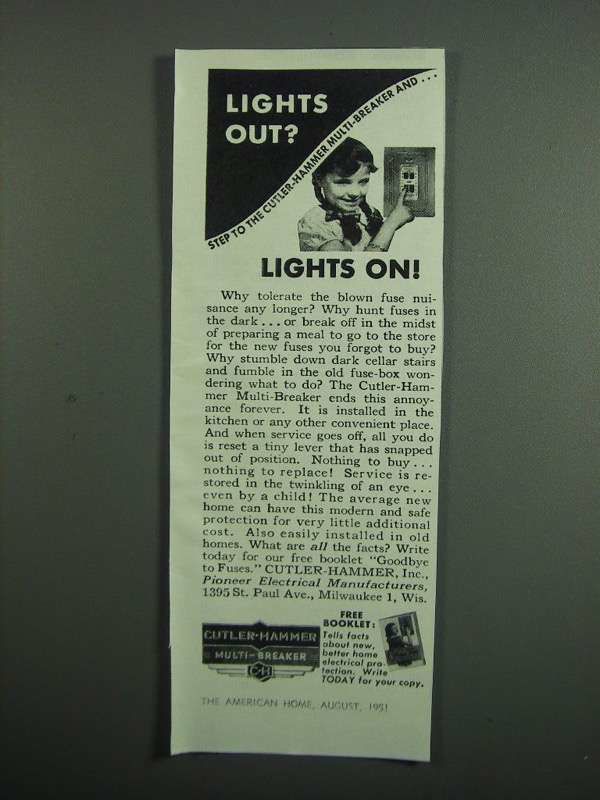 LIGHTS
OUT?
STEP TO THE CUTLER-HAMMER MULTI-BREAKER AND...
LIGHTS ON!
Why tolerate the blown fuse nui-
sance any longer? Why hunt fuses in
the dark...or break off in the midst
of preparing a meal to go to the store
for the new fuses you forgot to buy?
Why stumble down dark cellar stairs
and fumble in the old fuse-box won-
dering what to do? The Cutler-Ham-
mer Multi-Breaker ends this annoy-
ance forever. It is installed in the
kitchen or any other convenient place.
And when service goes off, all you do
is reset a tiny lever that has snapped
out of position. Nothing to buy...
nothing to replace! Service is re-
stored in the twinkling of an eye...
even by a child! The average new
home can have this modern and safe
protection for very little additional
cost. Also easily installed in old
homes. What are all the facts? Write
today for our free booklet "Goodbye
to Fuses." CUTLER-HAMMER, Inc.,
Pioneer Electrical Manufacturers,
1395 St. Paul Ave., Milwaukee 1, Wis.
CUTLER-HAMMER
MULTI-BREAKER
C-H
FREE
BOOKLET:
Tells facts
about new,
better home
electrical pro-
tection. Write
TODAY for your copy.
THE AMERICAN HOME, AUGUST, 1951